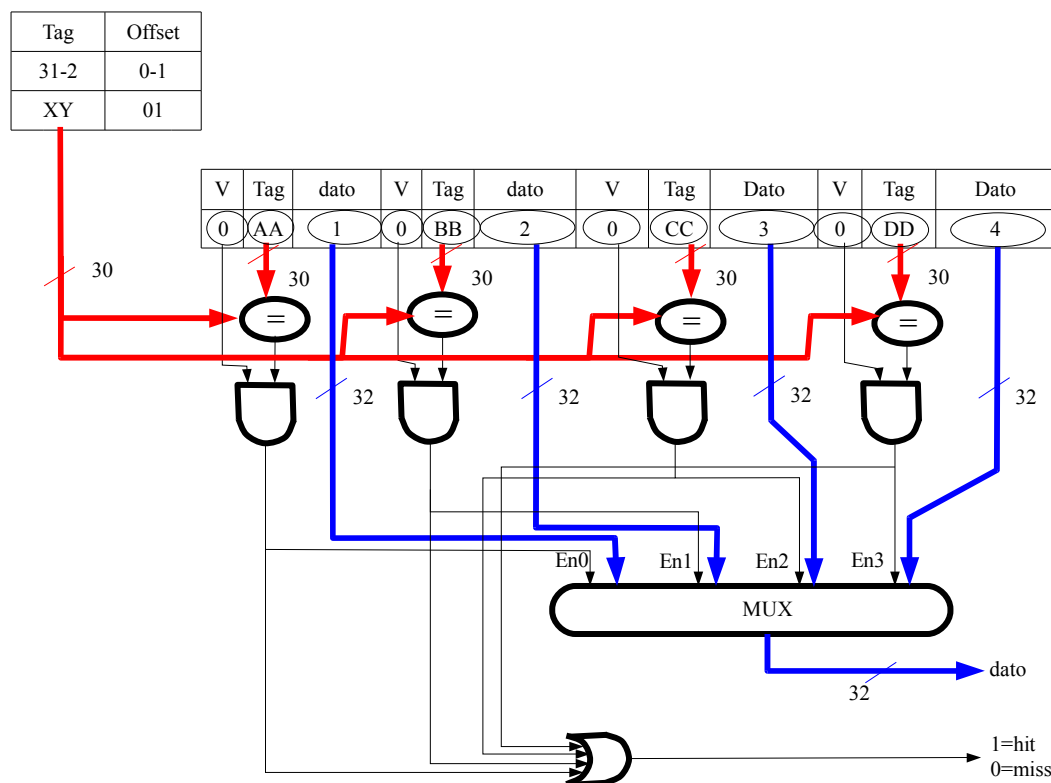 Tag Offset
31-2 0-1
XY 01
V Tag dato V Tag dato V Tag Dato V Tag Dato
0 AA 1 0 BB 2 0 CC 3 0 DD 4
30 30 30 30 30
= = = =
32 32 32 32
En0 En1 En2 En3
MUX
dato
32
1=hit
0=miss